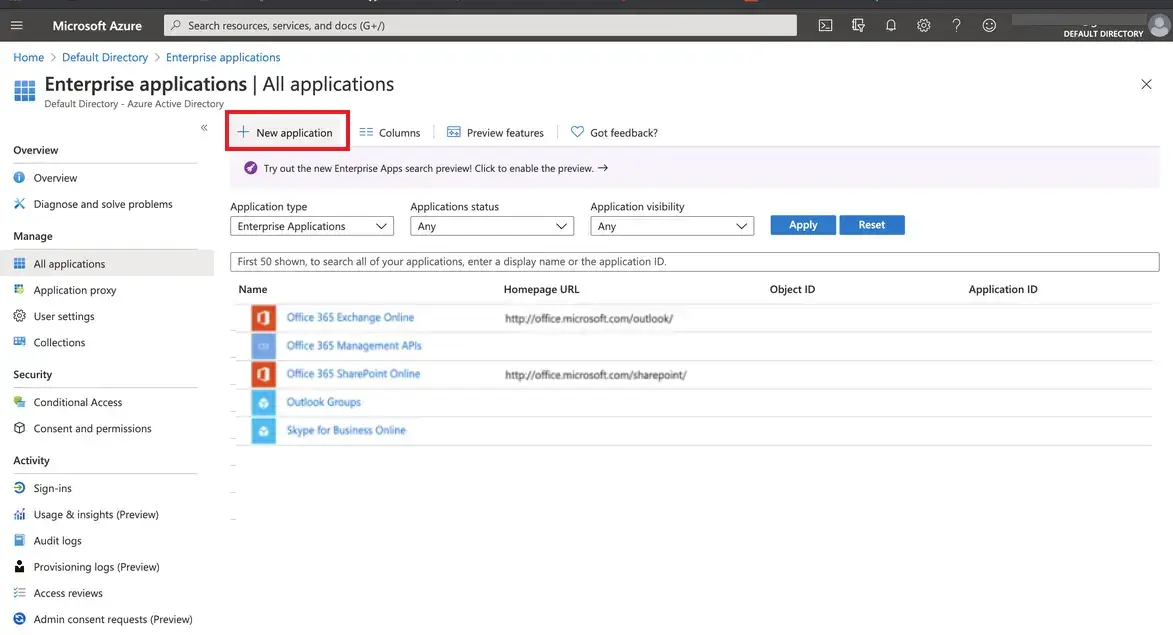 Microsoft Azure
Search resources, services, and docs (G+/)
DEFAULT DIRECTORY
Home > Default Directory > Enterprise applications
Enterprise applications | All applications
Default Directory - Azure Active Directory
«
New application
Columns
Preview features
Got feedback?
Try out the new Enterprise Apps search preview! Click to enable the preview. →
Application type
Applications status
Application visibility
Enterprise Applications
Any
Any
Apply
Reset
First 50 shown, to search all of your applications, enter a display name or the application ID.
Name Homepage URL Object ID Application ID
Office 365 Exchange Online http://office.microsoft.com/outlook/
Office 365 Management APIs
Office 365 SharePoint Online http://office.microsoft.com/sharepoint/
Outlook Groups
Skype for Business Online
Overview
Overview
Diagnose and solve problems
Manage
All applications
Application proxy
User settings
Collections
Security
Conditional Access
Consent and permissions
Activity
Sign-ins
Usage & insights (Preview)
Audit logs
Provisioning logs (Preview)
Access reviews
Admin consent requests (Preview)